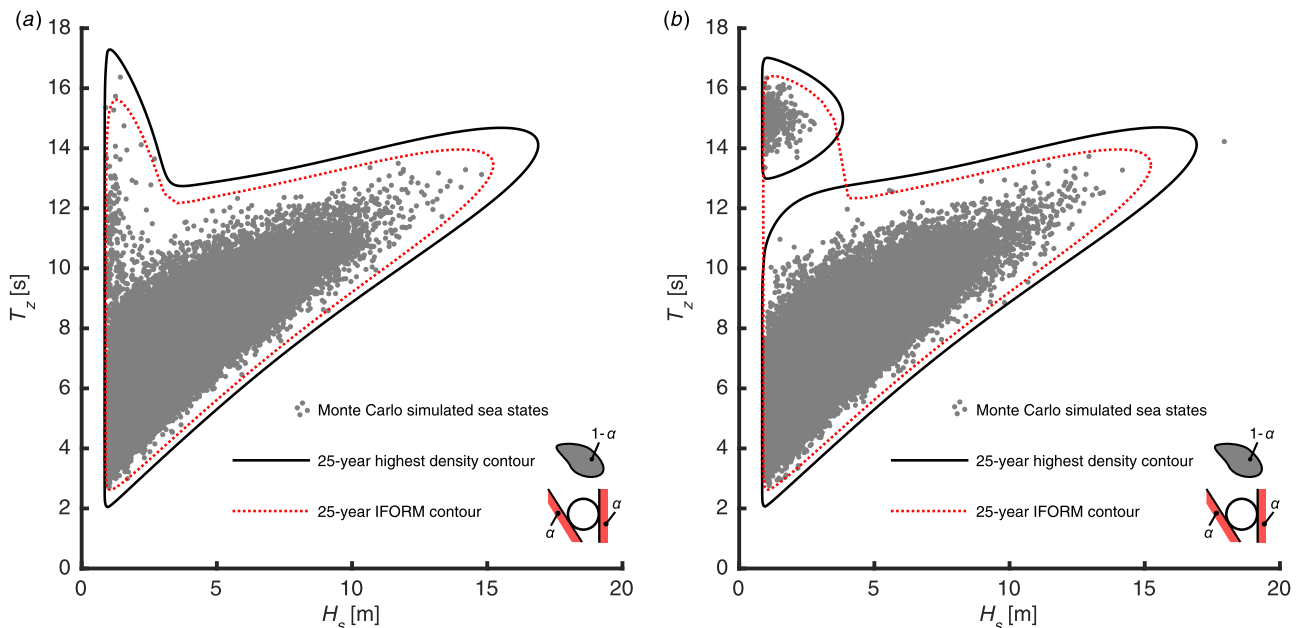 (a)
18
16
14
12
10
8
6
4
2
0
T_z [s]
0 5 10 15 20
H_s [m]
Monte Carlo simulated sea states
25-year highest density contour
1-α
25-year IFORM contour
α
α
(b)
18
16
14
12
10
8
6
4
2
0
T_z [s]
0 5 10 15 20
H_s [m]
Monte Carlo simulated sea states
25-year highest density contour
1-α
25-year IFORM contour
α
α